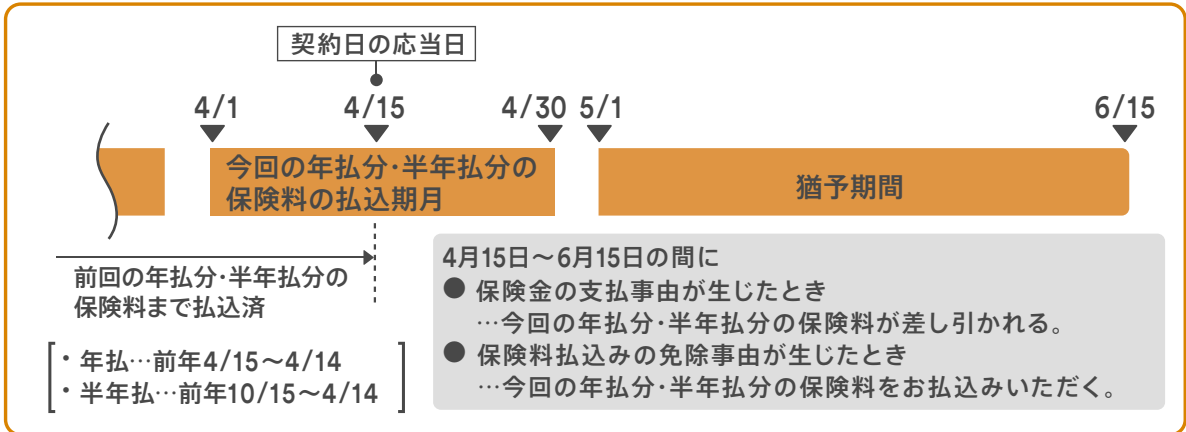 契約日の応当日
4/1
4/15
4/30
5/1
6/15
今回の年払分・半年払分の
保険料の払込期月
猶予期間
前回の年払分・半年払分の
保険料まで払込済
・年払…前年4/15～4/14
・半年払…前年10/15～4/14
4月15日～6月15日の間に
● 保険金の支払事由が生じたとき
…今回の年払分・半年払分の保険料が差し引かれる。
● 保険料払込みの免除事由が生じたとき
…今回の年払分・半年払分の保険料をお払込みいただく。